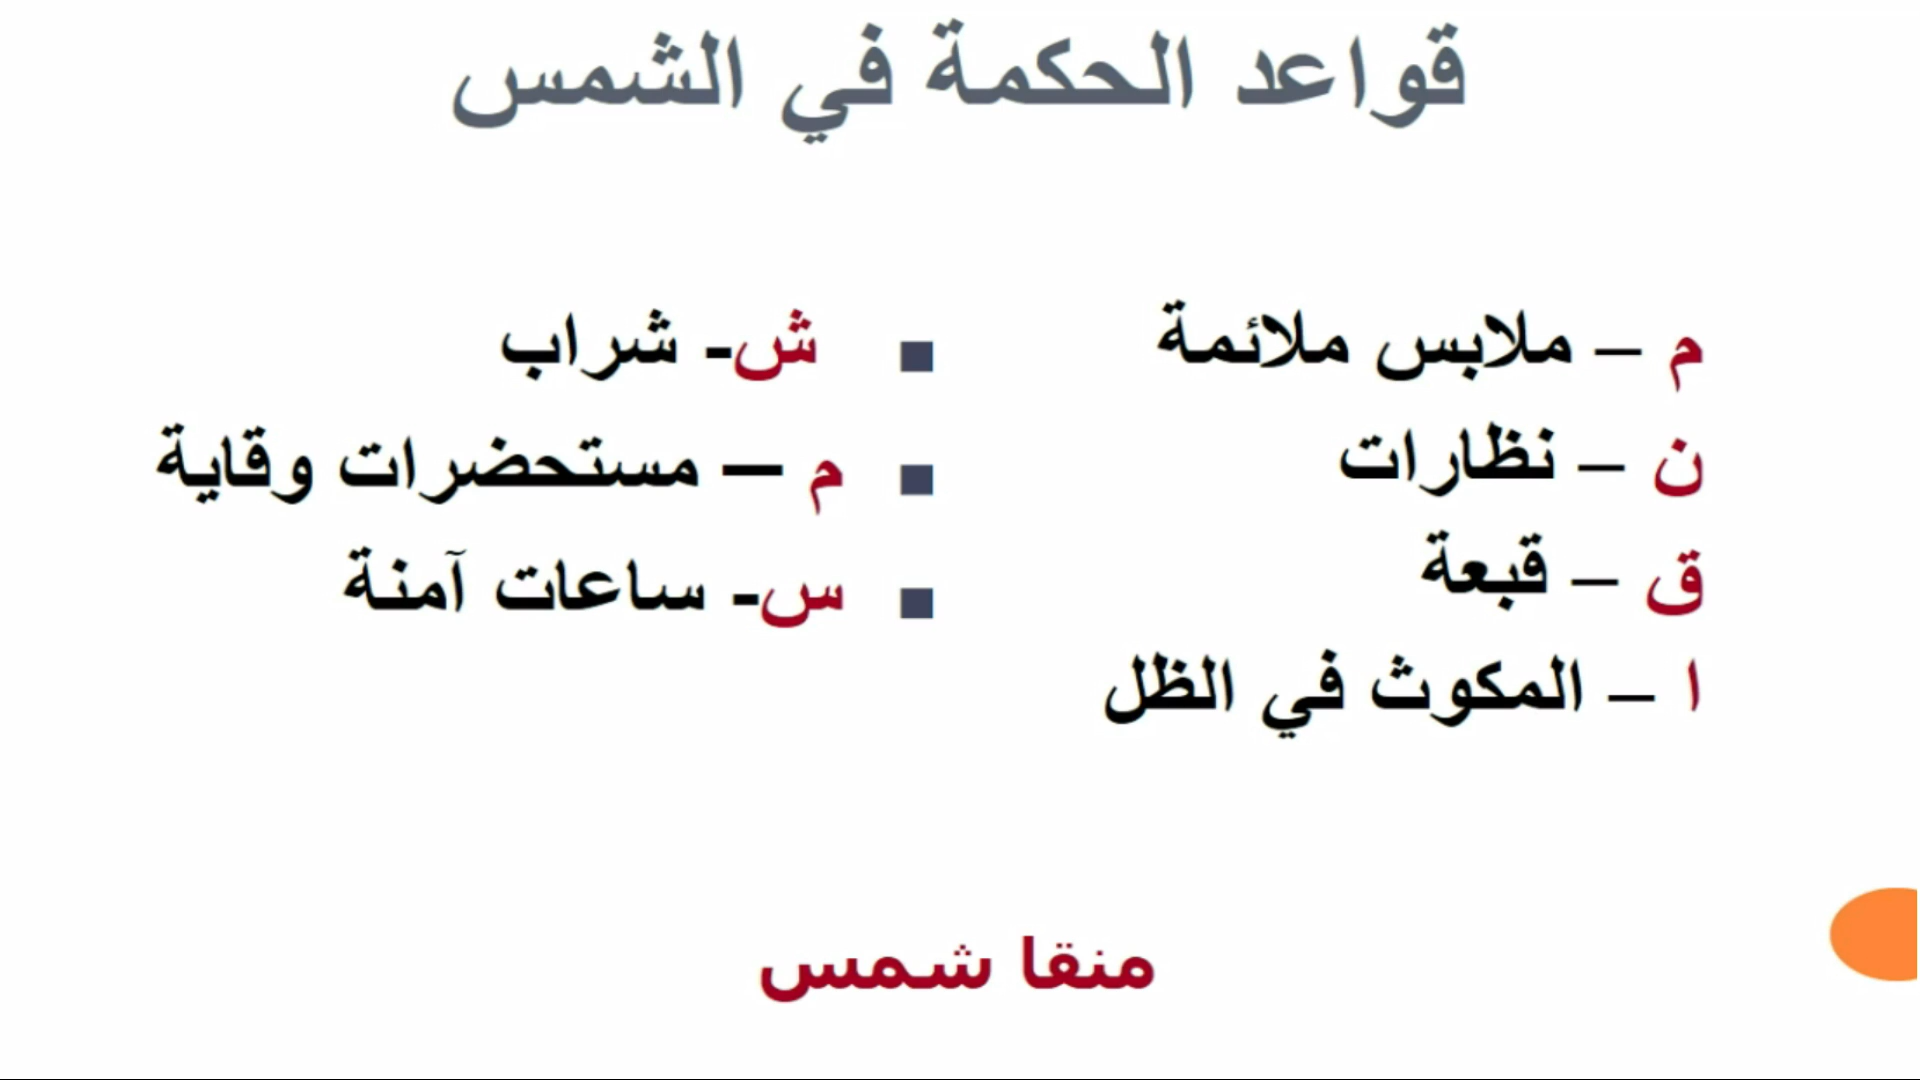 قواعد الحكمة في الشمس
م – ملابس ملائمة
ن – نظارات
ق – قبعة
ا – المكوث في الظل
ش- شراب
م – مستحضرات وقاية
س- ساعات آمنة
منقا شمس